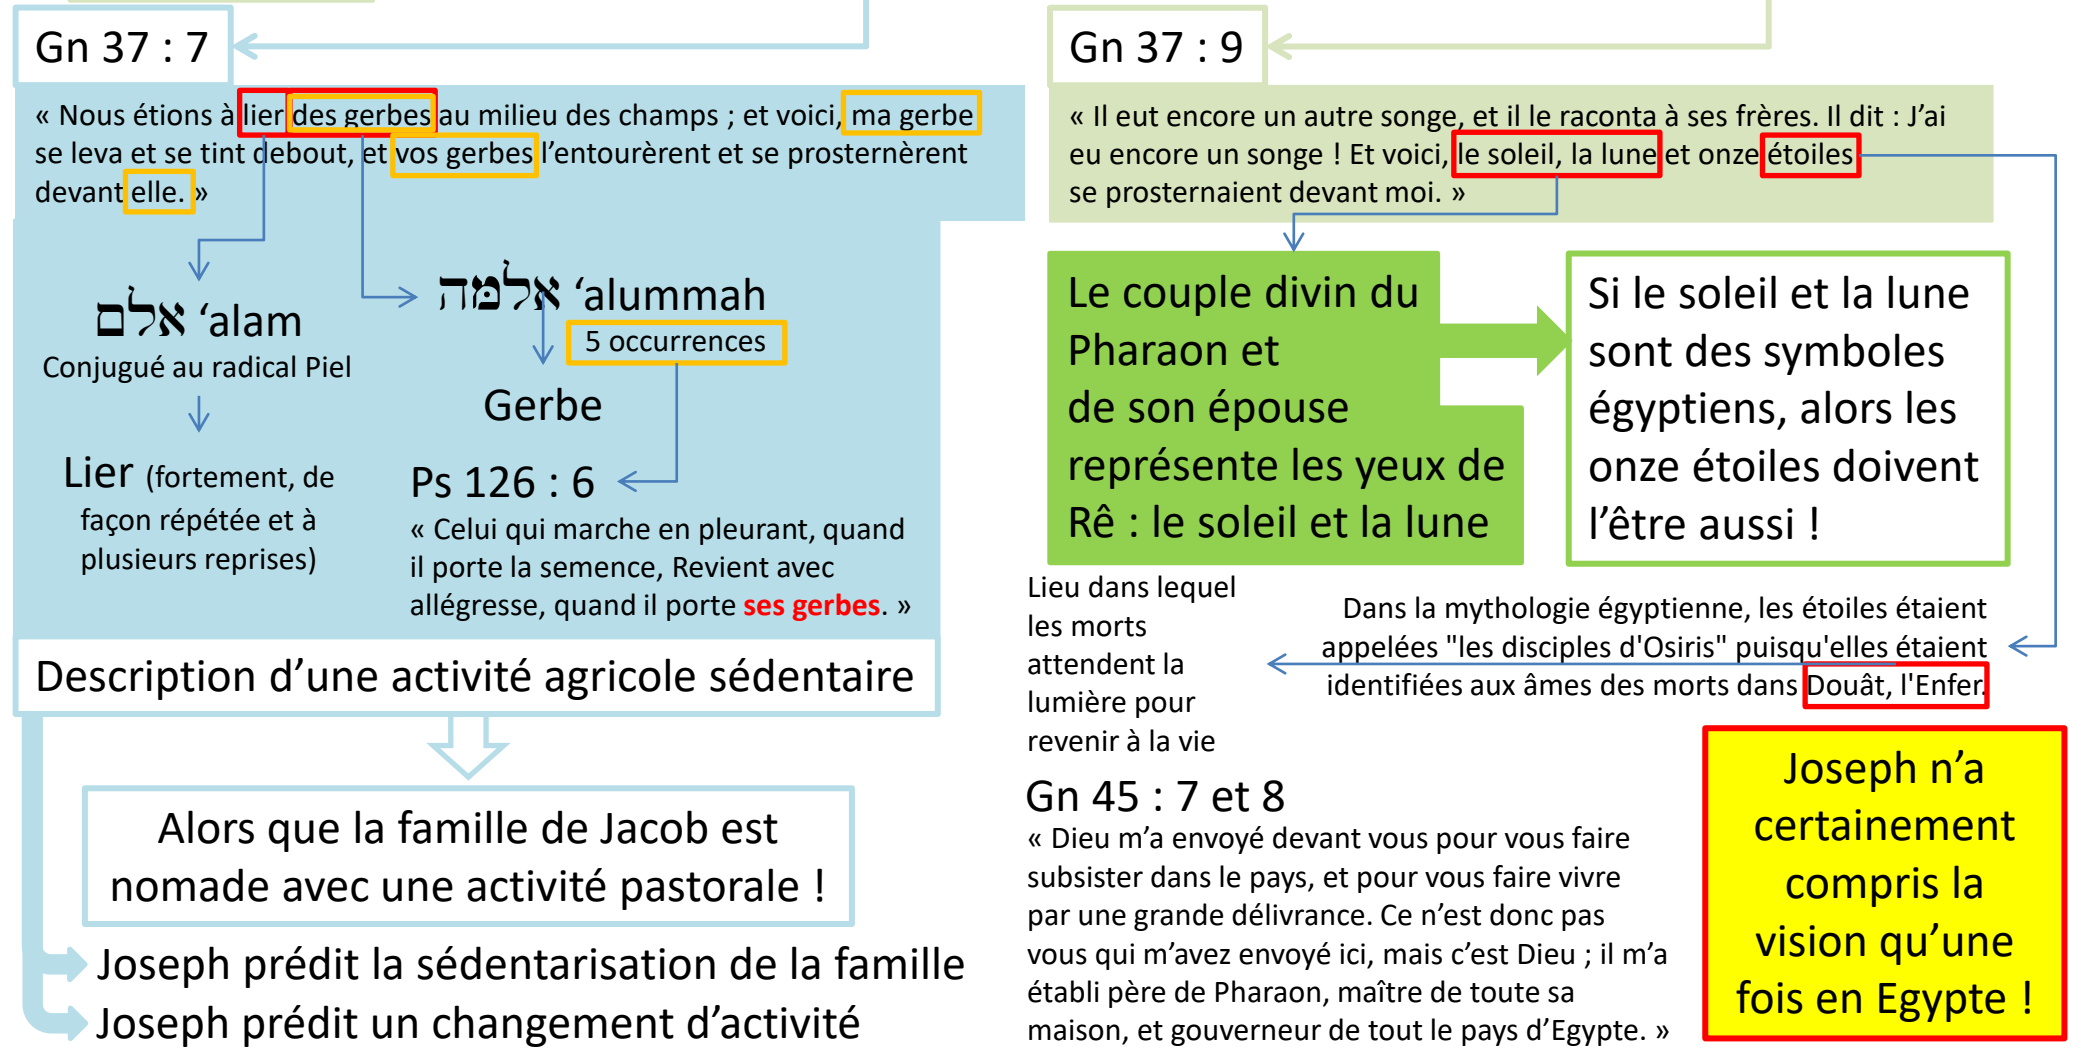 Gn 37 : 7
« Nous étions à lier des gerbes au milieu des champs ; et voici, ma gerbe
se leva et se tint debout, et vos gerbes l’entourèrent et se prosternèrent
devant elle. »
אלם ‘alam
Conjugué au radical Piel
Lier (fortement, de
façon répétée et à
plusieurs reprises)
אלמּה ‘alummah
5 occurrences
Gerbe
Ps 126 : 6
« Celui qui marche en pleurant, quand
il porte la semence, Revient avec
allégresse, quand il porte ses gerbes. »
Description d’une activité agricole sédentaire
Alors que la famille de Jacob est
nomade avec une activité pastorale !
Joseph prédit la sédentarisation de la famille
Joseph prédit un changement d’activité
Gn 37 : 9
« Il eut encore un autre songe, et il le raconta à ses frères. Il dit : J’ai
eu encore un songe ! Et voici, le soleil, la lune et onze étoiles
se prosternaient devant moi. »
Le couple divin du
Pharaon et
de son épouse
représente les yeux de
Rê : le soleil et la lune
Si le soleil et la lune
sont des symboles
égyptiens, alors les
onze étoiles doivent
l’être aussi !
Dans la mythologie égyptienne, les étoiles étaient
appelées "les disciples d'Osiris" puisqu'elles étaient
identifiées aux âmes des morts dans Douât, l'Enfer.
Lieu dans lequel
les morts
attendent la
lumière pour
revenir à la vie
Gn 45 : 7 et 8
« Dieu m’a envoyé devant vous pour vous faire
subsister dans le pays, et pour vous faire vivre
par une grande délivrance. Ce n’est donc pas
vous qui m’avez envoyé ici, mais c’est Dieu ; il m’a
établi père de Pharaon, maître de toute sa
maison, et gouverneur de tout le pays d’Egypte. »
Joseph n’a
certainement
compris la
vision qu’une
fois en Egypte !